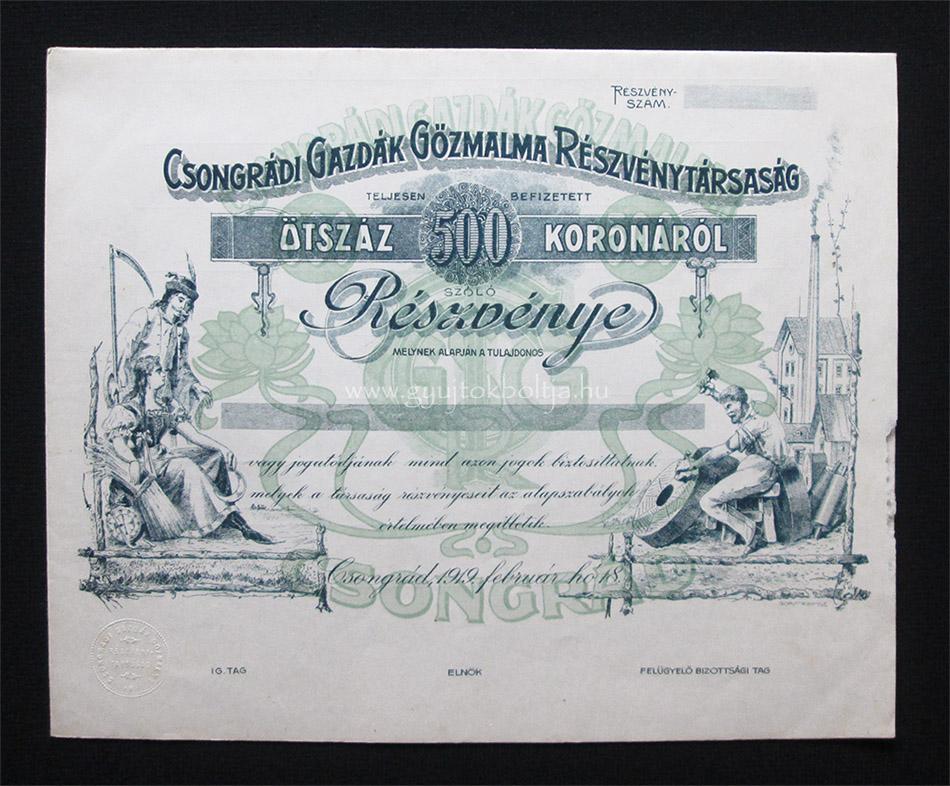 RÉSZVÉNY-
SZÁM.
CSONGRÁDI GAZDÁK GŐZMALMA RÉSZVÉNYTÁRSASÁG
TELJESEN BEFIZETETT
ÖTSZÁZ 500 KORONÁRÓL
SZÓLÓ
Részvénye
MELYNEK ALAPJÁN A TULAJDONOS
www.gyujtokboltja.hu
vagy jogutódjának mind azon jogok biztosíttatnak,
melyek a társaság részvényeseit az alapszabályok
értelmében megilletik.
Csongrád, 1919. február hó 18.
CSONGRÁD
IG. TAG ELNÖK FELÜGYELŐ BIZOTTSÁGI TAG